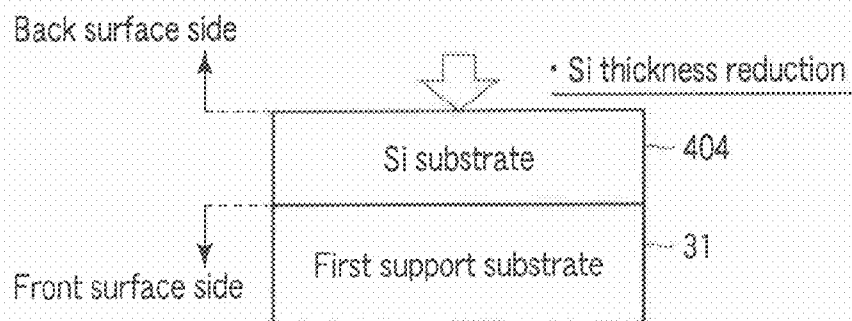 Back surface side
• Si thickness reduction
Si substrate
404
First support substrate
31
Front surface side